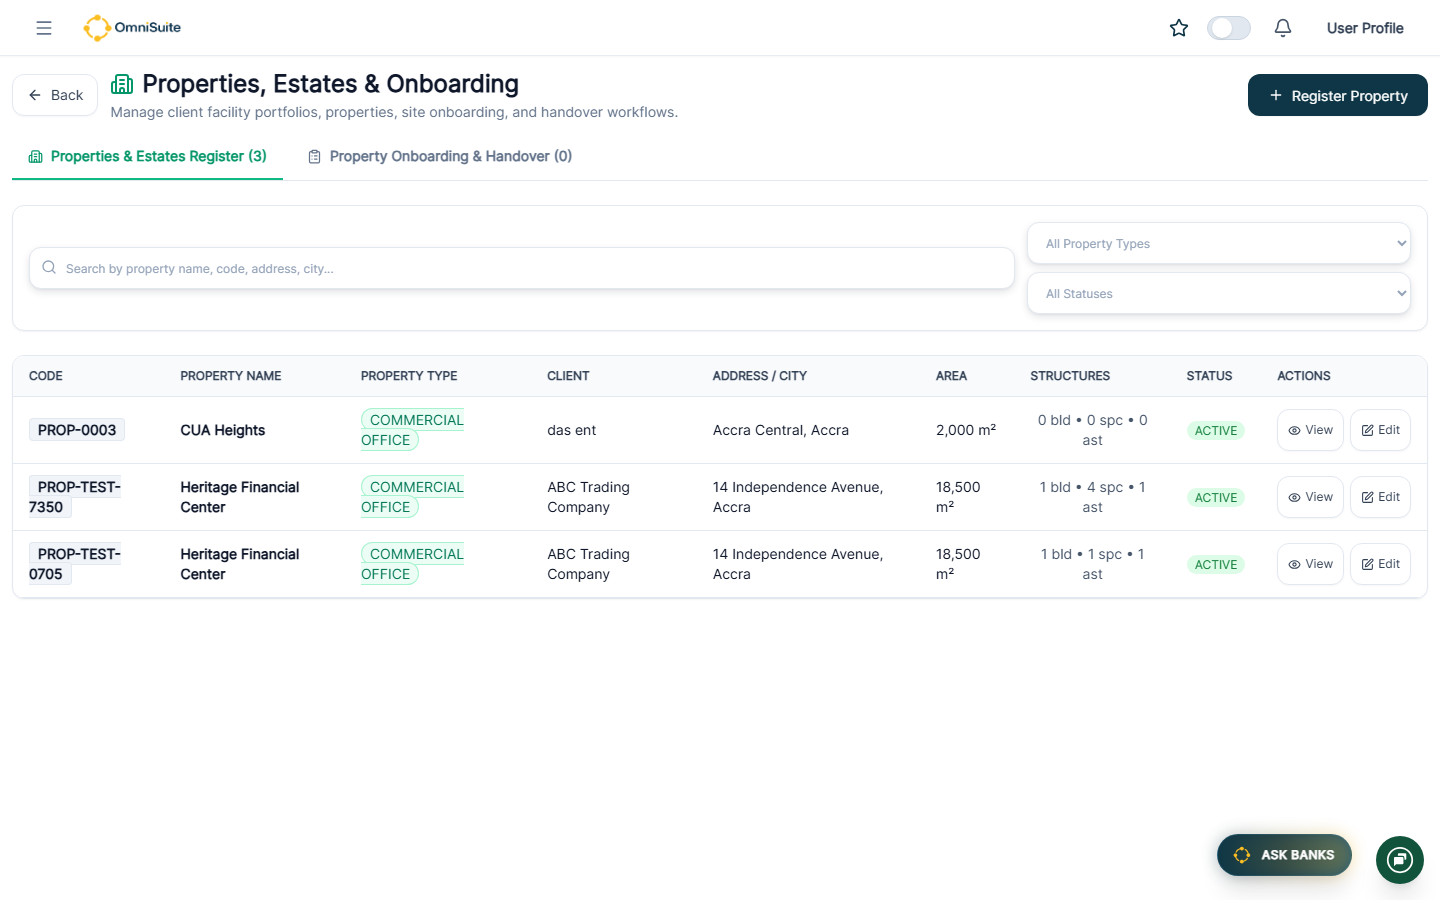 OmniSuite
User Profile
Back
Properties, Estates & Onboarding
Manage client facility portfolios, properties, site onboarding, and handover workflows.
Register Property
Properties & Estates Register (3)
Property Onboarding & Handover (0)
Search by property name, code, address, city...
All Property Types
All Statuses
CODE PROPERTY NAME PROPERTY TYPE CLIENT ADDRESS / CITY AREA STRUCTURES STATUS ACTIONS
PROP-0003
CUA Heights
COMMERCIAL
OFFICE
das ent
Accra Central, Accra
2,000 m²
0 bld • 0 spc • 0
ast
ACTIVE
View
Edit
PROP-TEST-
7350
Heritage Financial
Center
COMMERCIAL
OFFICE
ABC Trading
Company
14 Independence Avenue,
Accra
18,500
m²
1 bld • 4 spc • 1
ast
ACTIVE
View
Edit
PROP-TEST-
0705
Heritage Financial
Center
COMMERCIAL
OFFICE
ABC Trading
Company
14 Independence Avenue,
Accra
18,500
m²
1 bld • 1 spc • 1
ast
ACTIVE
View
Edit
ASK BANKS